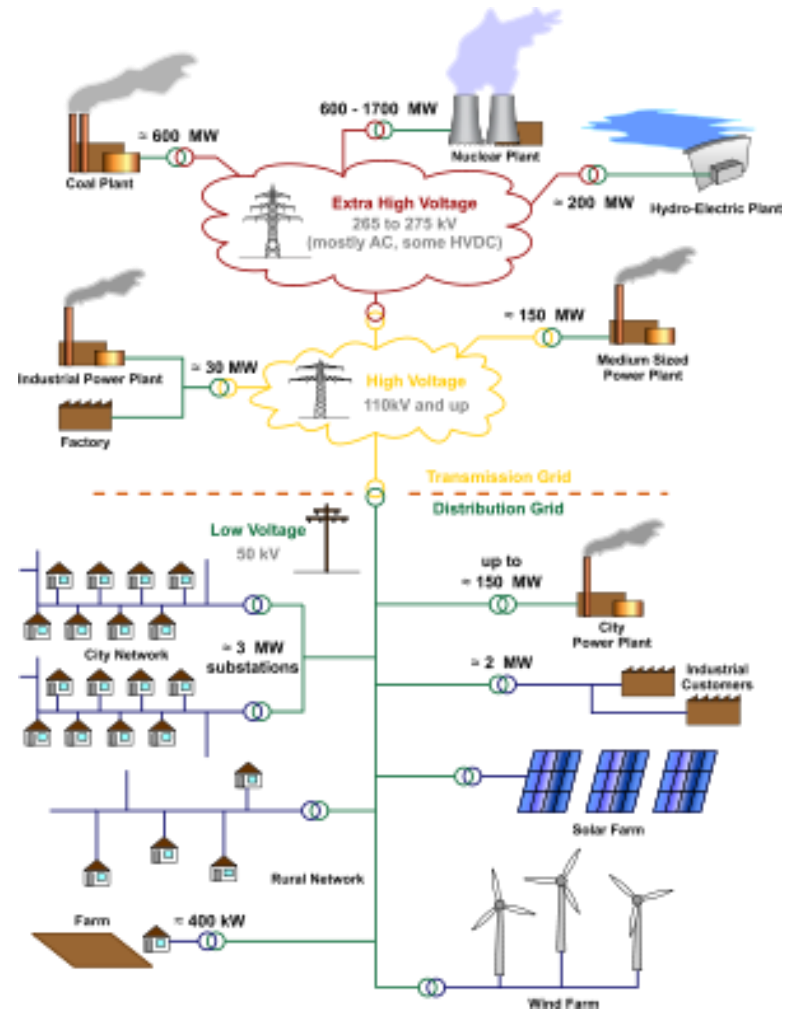 600 - 1700 MW
≈ 600 MW
Nuclear Plant
Coal Plant
Extra High Voltage
265 to 275 kV
(mostly AC, some HVDC)
≈ 200 MW
Hydro-Electric Plant
≈ 150 MW
Medium Sized
Power Plant
≈ 30 MW
Industrial Power Plant
High Voltage
110kV and up
Factory
Transmission Grid
Distribution Grid
Low Voltage
50 kV
up to
≈ 150 MW
City
Power Plant
≈ 3 MW
substations
City Network
≈ 2 MW
Industrial
Customers
Solar Farm
Rural Network
Farm
≈ 400 kW
Wind Farm